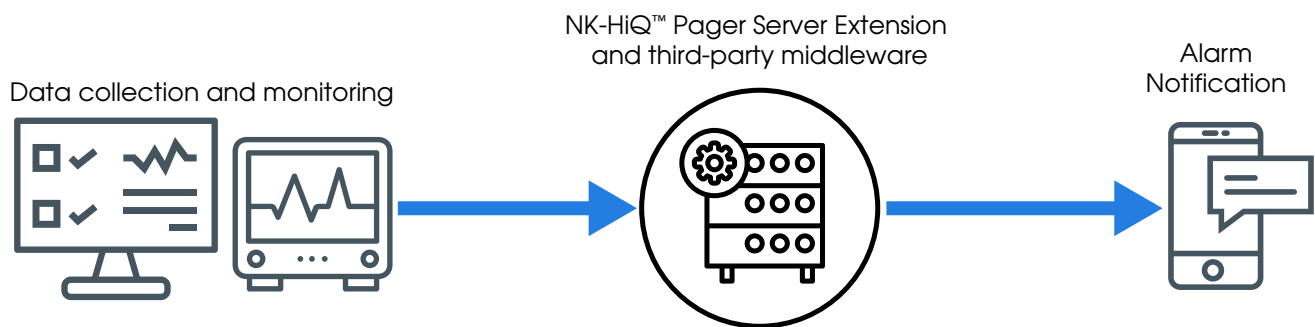 Data collection and monitoring
NK-HiQ™ Pager Server Extension
and third-party middleware
Alarm
Notification